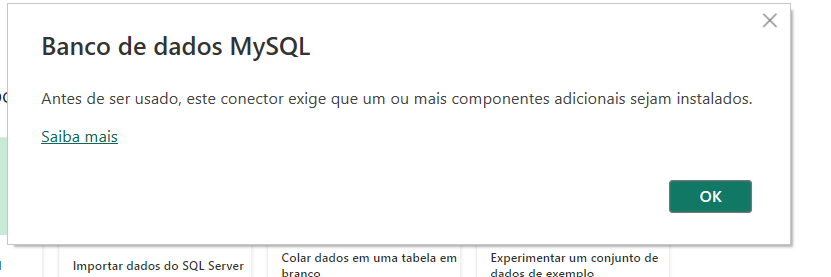 Banco de dados MySQL
Antes de ser usado, este conector exige que um ou mais componentes adicionais sejam instalados.
Saiba mais
OK
Importar dados do SQL Server
Colar dados em uma tabela em
branco
Experimentar um conjunto de
dados de exemplo